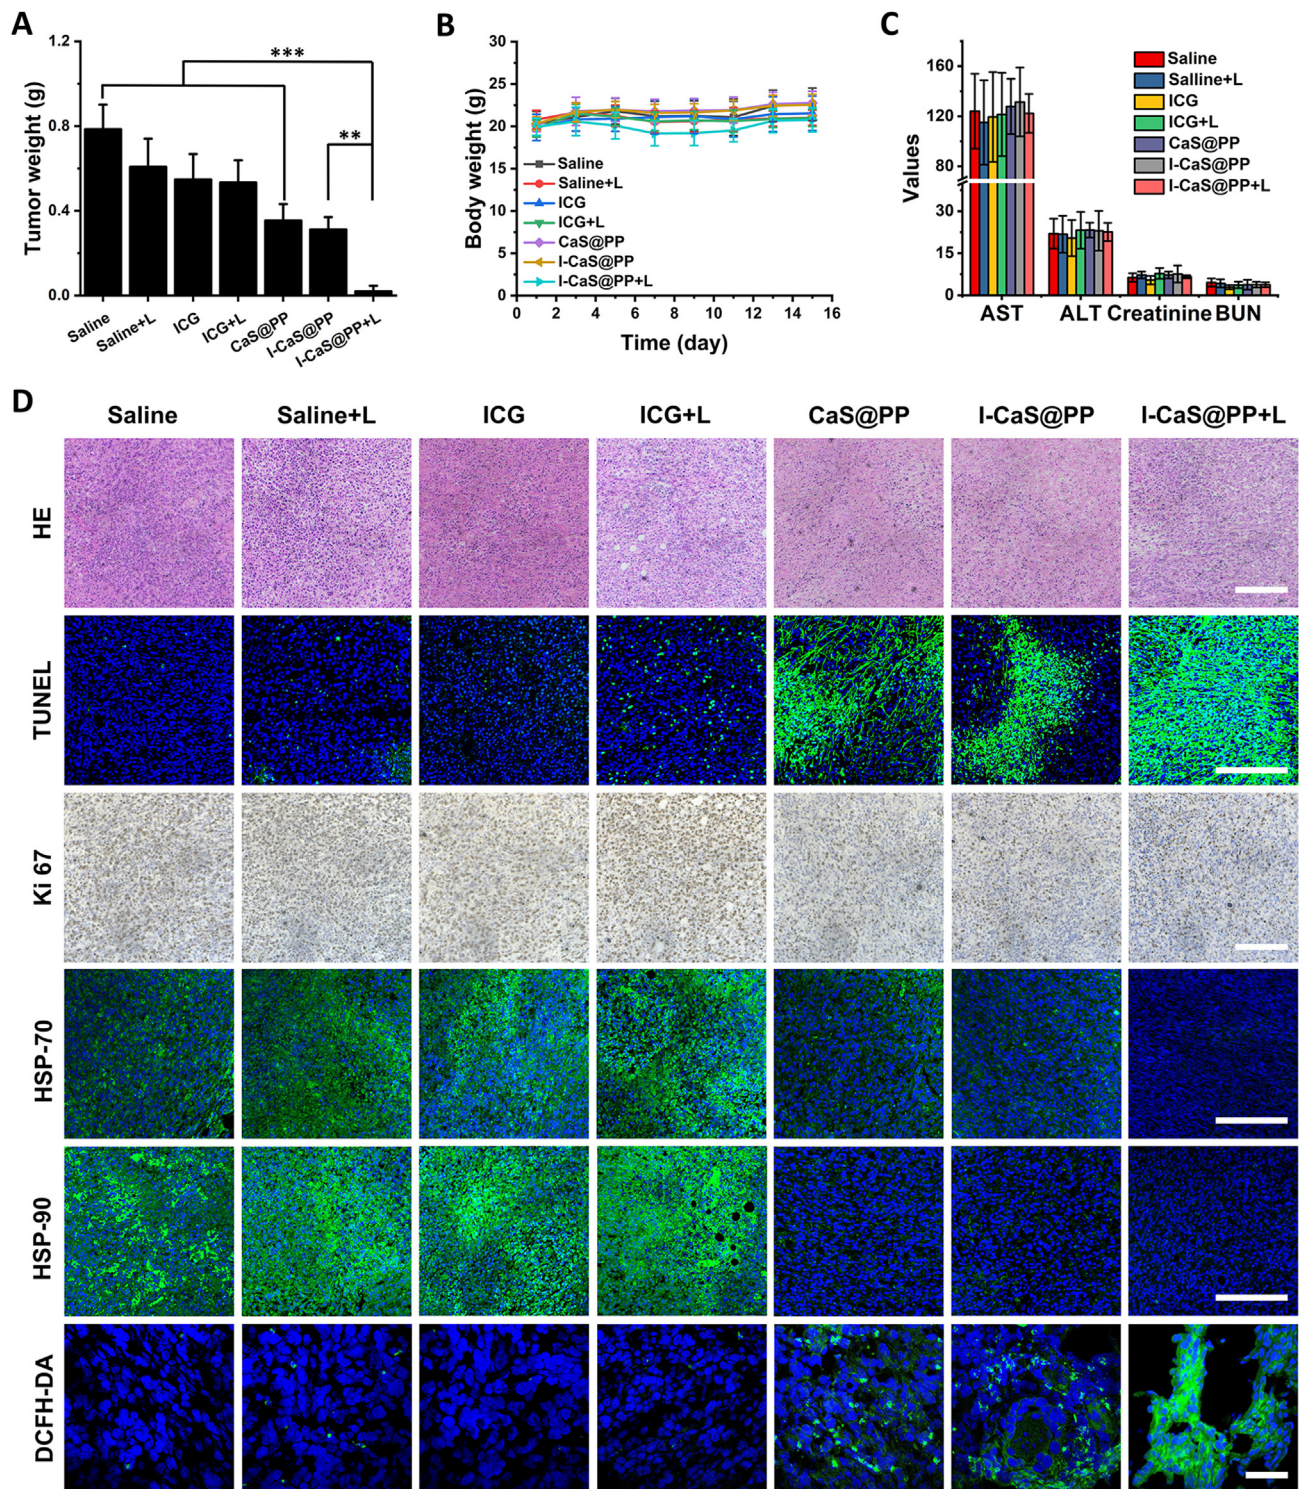 A
Tumor weight (g)
1.2
0.8
0.4
0.0
***
**
Saline
Saline+L
ICG
ICG+L
CaS@PP
I-CaS@PP
I-CaS@PP+L
B
Body weight (g)
30
25
20
15
10
5
0
Saline
Saline+L
ICG
ICG+L
CaS@PP
I-CaS@PP
I-CaS@PP+L
0 2 4 6 8 10 12 14 16
Time (day)
C
Values
160
120
80
30
15
0
Saline
Salline+L
ICG
ICG+L
CaS@PP
I-CaS@PP
I-CaS@PP+L
AST ALT Creatinine BUN
D
Saline Saline+L ICG ICG+L CaS@PP I-CaS@PP I-CaS@PP+L
HE
TUNEL
Ki 67
HSP-70
HSP-90
DCFH-DA